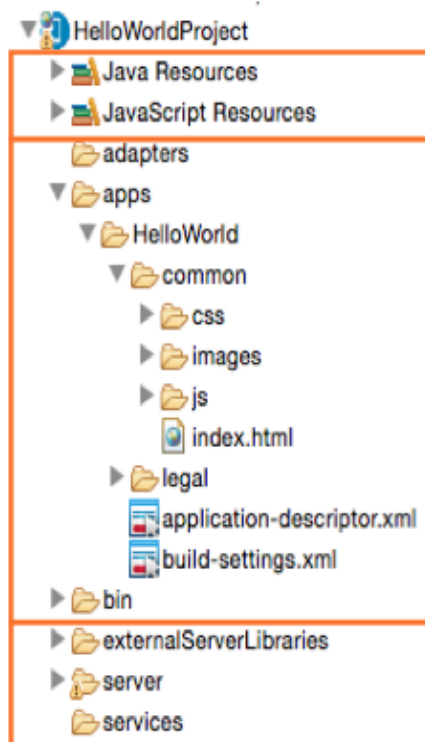 HelloWorldProject
Java Resources
JavaScript Resources
adapters
apps
HelloWorld
common
css
images
js
index.html
legal
application-descriptor.xml
build-settings.xml
bin
externalServerLibraries
server
services